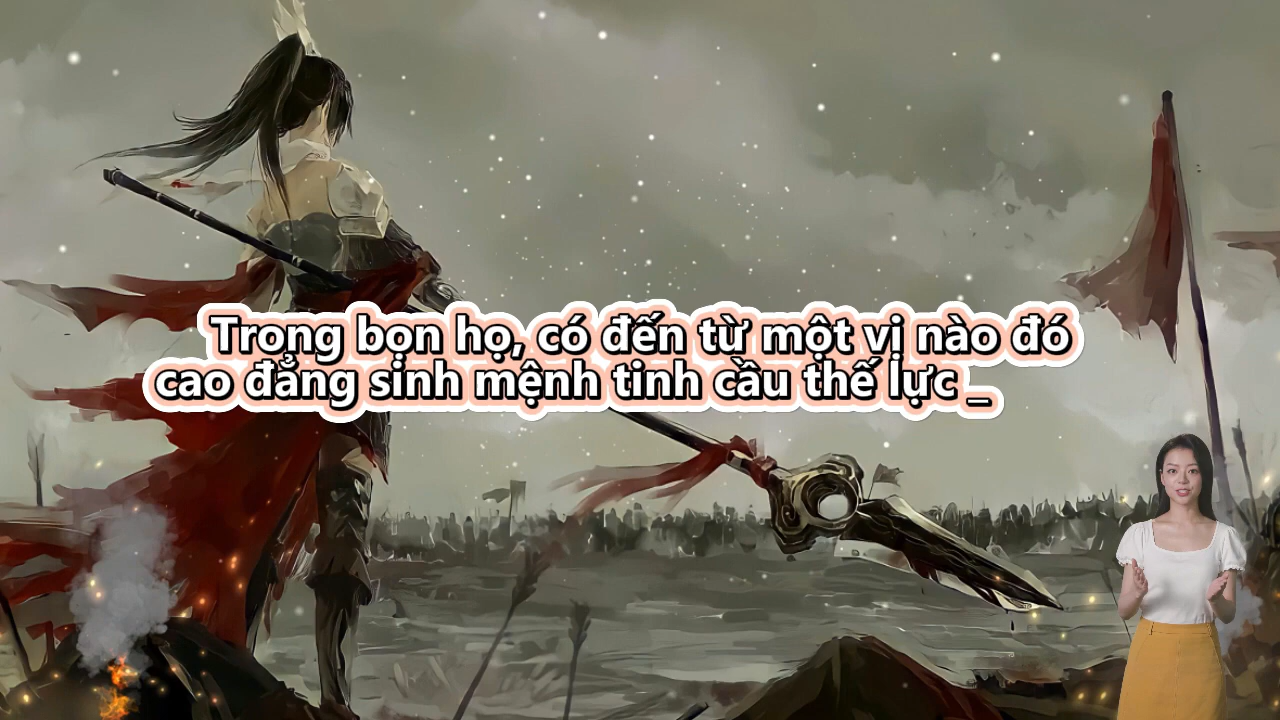 Trong bọn họ, có đến từ một vị nào đó
cao đẳng sinh mệnh tinh cầu thế lực _